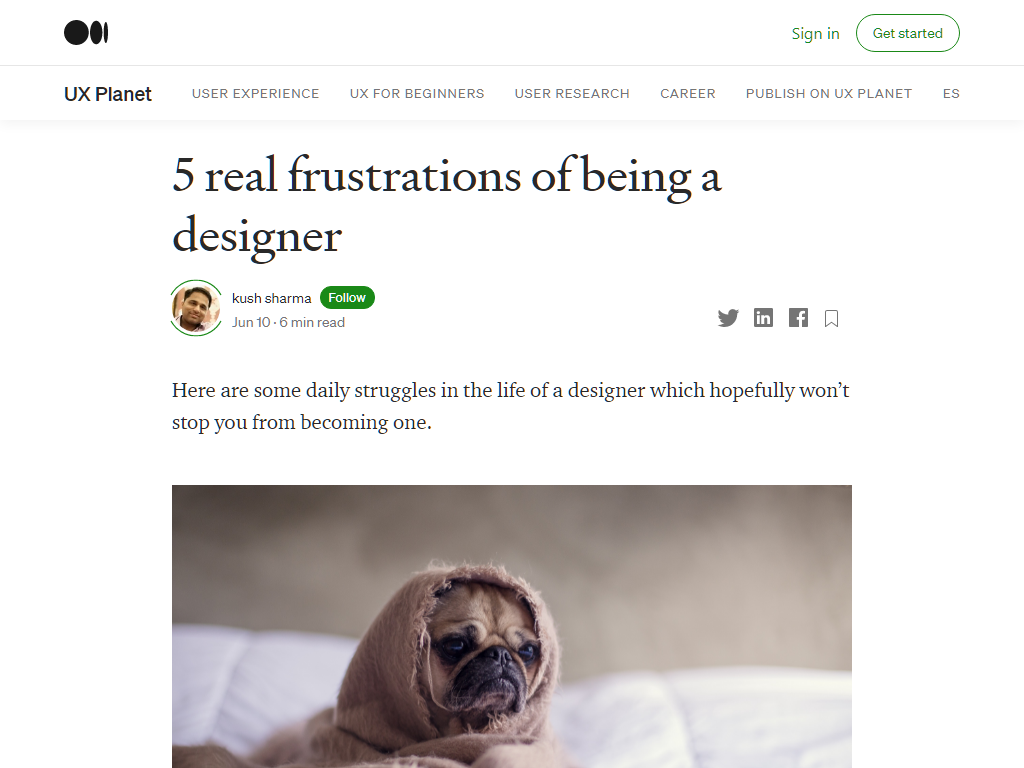 Sign in
Get started
UX Planet
USER EXPERIENCE
UX FOR BEGINNERS
USER RESEARCH
CAREER
PUBLISH ON UX PLANET
ES
5 real frustrations of being a
designer
kush sharma
Follow
Jun 10 · 6 min read
Here are some daily struggles in the life of a designer which hopefully won’t
stop you from becoming one.